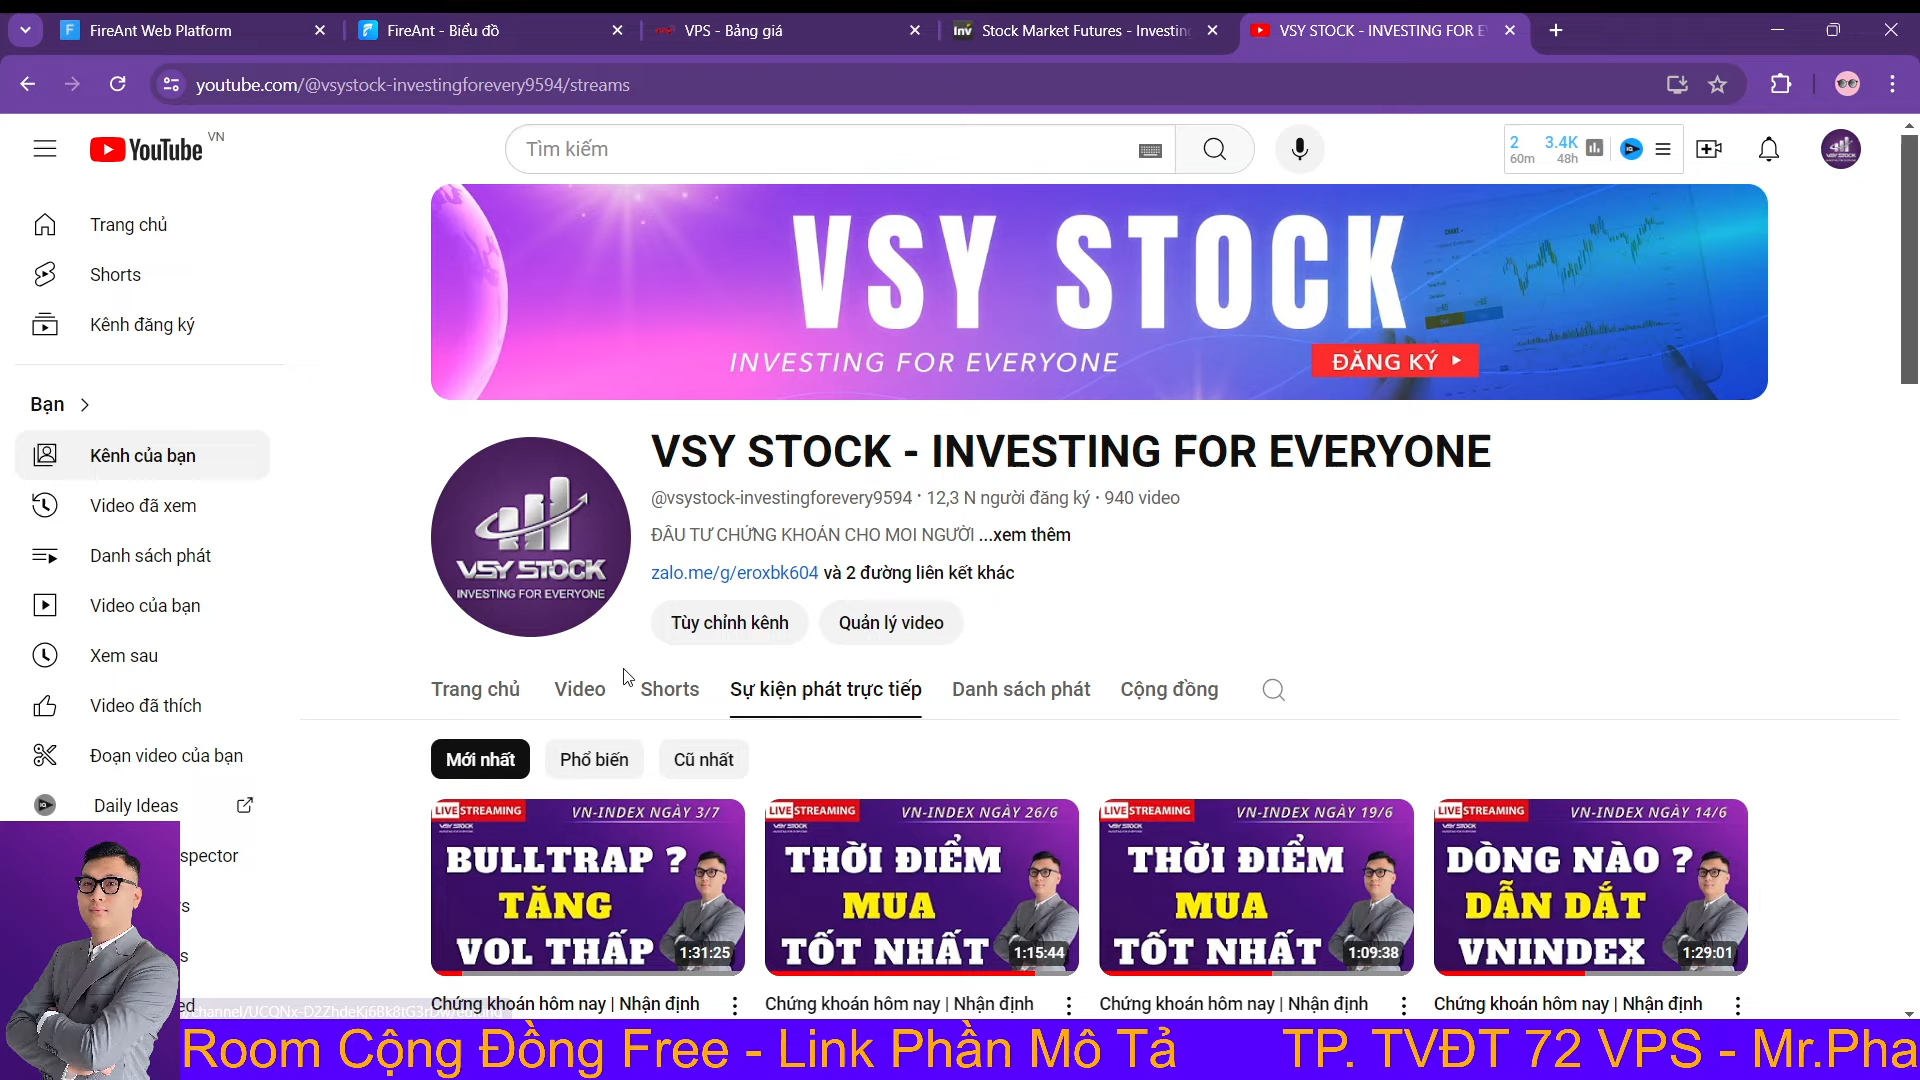 FireAnt Web Platform
FireAnt - Biểu đồ
VPS - Bảng giá
Inv Stock Market Futures - Investin
VSY STOCK - INVESTING FOR E
youtube.com/@vsystock-investingforevery9594/streams
YouTube VN
Tìm kiếm
2 3.4K
60m 48h
Trang chủ
Shorts
Kênh đăng ký
Bạn
Kênh của bạn
Video đã xem
Danh sách phát
Video của bạn
Xem sau
Video đã thích
Đoạn video của bạn
Daily Ideas
spector
rs
s
ed
VSY STOCK
INVESTING FOR EVERYONE
ĐĂNG KÝ
VSY STOCK
INVESTING FOR EVERYONE
VSY STOCK - INVESTING FOR EVERYONE
@vsystock-investingforevery9594 · 12,3 N người đăng ký · 940 video
ĐẦU TƯ CHỨNG KHOÁN CHO MỌI NGƯỜI ...xem thêm
zalo.me/g/eroxbk604 và 2 đường liên kết khác
Tùy chỉnh kênh
Quản lý video
Trang chủ Video Shorts Sự kiện phát trực tiếp Danh sách phát Cộng đồng
Mới nhất Phổ biến Cũ nhất
LIVE STREAMING VN-INDEX NGÀY 3/7
BULLTRAP ?
TĂNG
VOL THẤP
1:31:25
Chứng khoán hôm nay | Nhận định
LIVE STREAMING VN-INDEX NGÀY 26/6
THỜI ĐIỂM
MUA
TỐT NHẤT
1:15:44
Chứng khoán hôm nay | Nhận định
LIVE STREAMING VN-INDEX NGÀY 19/6
THỜI ĐIỂM
MUA
TỐT NHẤT
1:09:38
Chứng khoán hôm nay | Nhận định
LIVE STREAMING VN-INDEX NGÀY 14/6
DÒNG NÀO ?
DẪN DẮT
VNINDEX
1:29:01
Chứng khoán hôm nay | Nhận định
Room Cộng Đồng Free - Link Phần Mô Tả TP. TVĐT 72 VPS - Mr.Pha